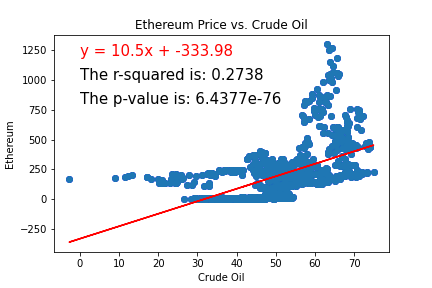 Ethereum Price vs. Crude Oil
y = 10.5x + -333.98
The r-squared is: 0.2738
The p-value is: 6.4377e-76
Ethereum
1250
1000
750
500
250
0
−250
0 10 20 30 40 50 60 70
Crude Oil